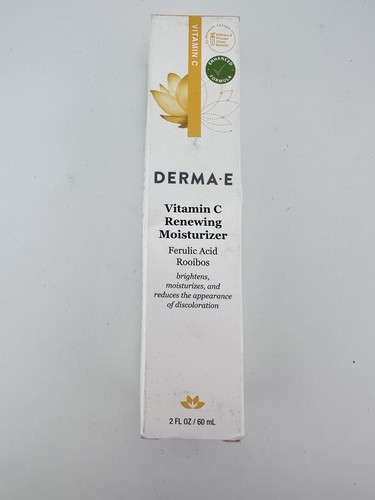 VITAMIN C
ENHANCED
FORMULA
DERMA·E
Vitamin C
Renewing
Moisturizer
Ferulic Acid
Rooibos
brightens,
moisturizes, and
reduces the appearance
of discoloration
2 FL OZ / 60 mL